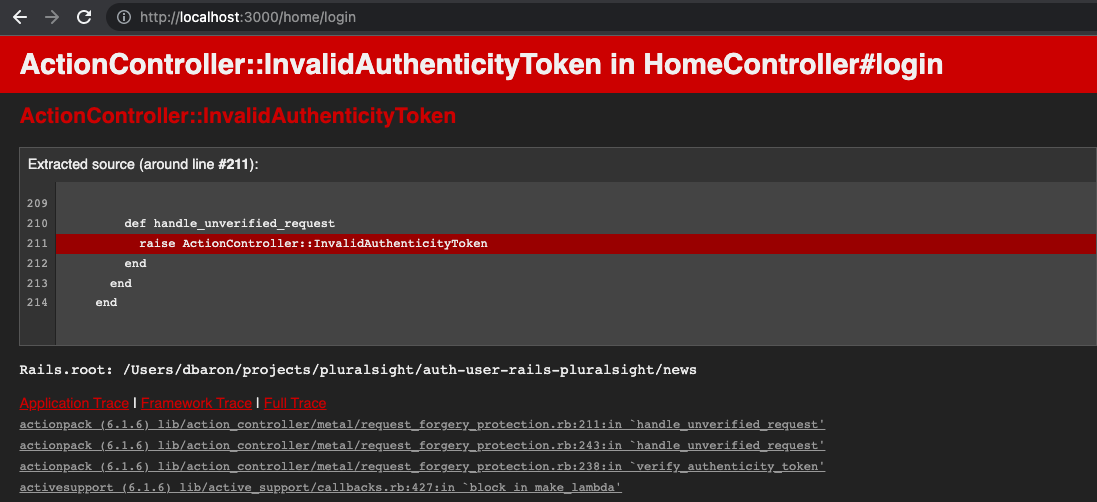 http://localhost:3000/home/login
ActionController::InvalidAuthenticityToken in HomeController#login
ActionController::InvalidAuthenticityToken
Extracted source (around line #211):
209
210 def handle_unverified_request
211 raise ActionController::InvalidAuthenticityToken
212 end
213 end
214 end
Rails.root: /Users/dbaron/projects/pluralsight/auth-user-rails-pluralsight/news
Application Trace | Framework Trace | Full Trace
actionpack (6.1.6) lib/action_controller/metal/request_forgery_protection.rb:211:in `handle_unverified_request'
actionpack (6.1.6) lib/action_controller/metal/request_forgery_protection.rb:243:in `handle_unverified_request'
actionpack (6.1.6) lib/action_controller/metal/request_forgery_protection.rb:238:in `verify_authenticity_token'
activesupport (6.1.6) lib/active_support/callbacks.rb:427:in `block in make_lambda'